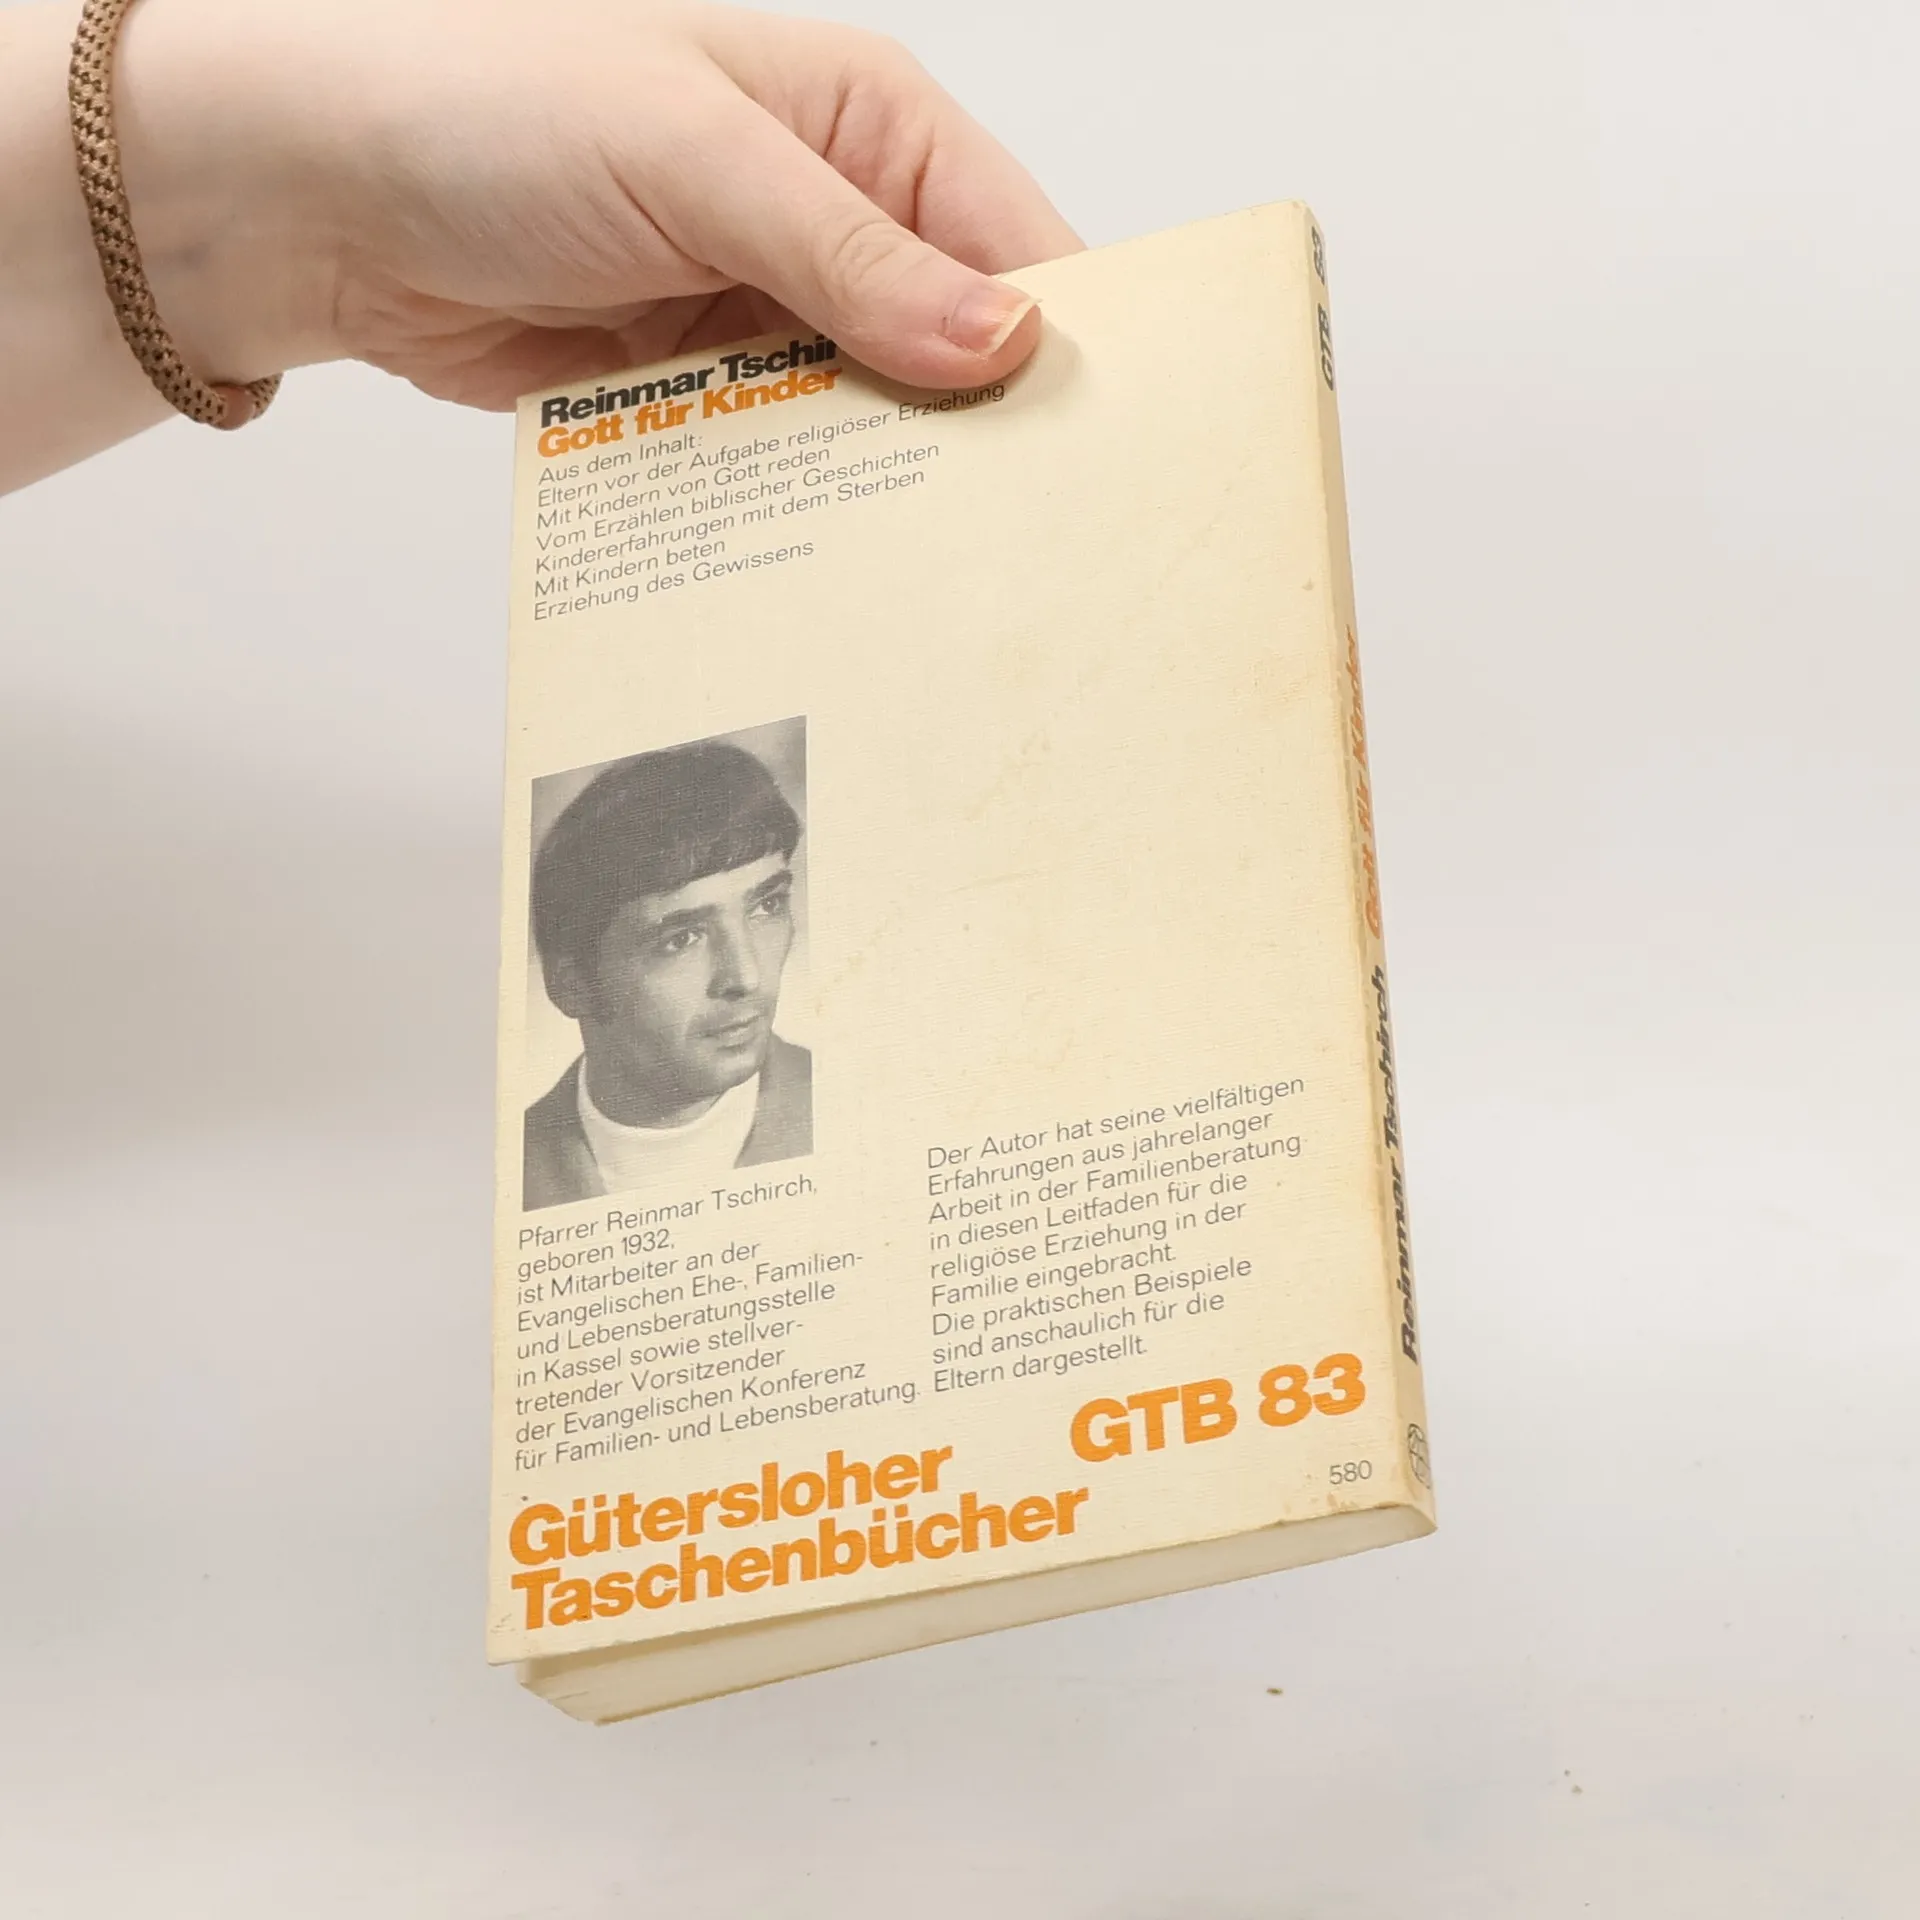 Reinmar Tschir
Gott für Kinder
Aus dem Inhalt:
Eltern vor der Aufgabe religiöser Erziehung
Mit Kindern von Gott reden
Vom Erzählen biblischer Geschichten
Kindererfahrungen mit dem Sterben
Mit Kindern beten
Erziehung des Gewissens
Pfarrer Reinmar Tschirch,
geboren 1932,
ist Mitarbeiter an der
Evangelischen Ehe-, Familien-
und Lebensberatungsstelle
in Kassel sowie stellver-
tretender Vorsitzender
der Evangelischen Konferenz
für Familien- und Lebensberatung.
Der Autor hat seine vielfältigen
Erfahrungen aus jahrelanger
Arbeit in der Familienberatung
in diesen Leitfaden für die
religiöse Erziehung in der
Familie eingebracht.
Die praktischen Beispiele
sind anschaulich für die
Eltern dargestellt.
GTB 83
580
Gütersloher
Taschenbücher
Reinmar Tschirch Gott für Kinder GTB 83